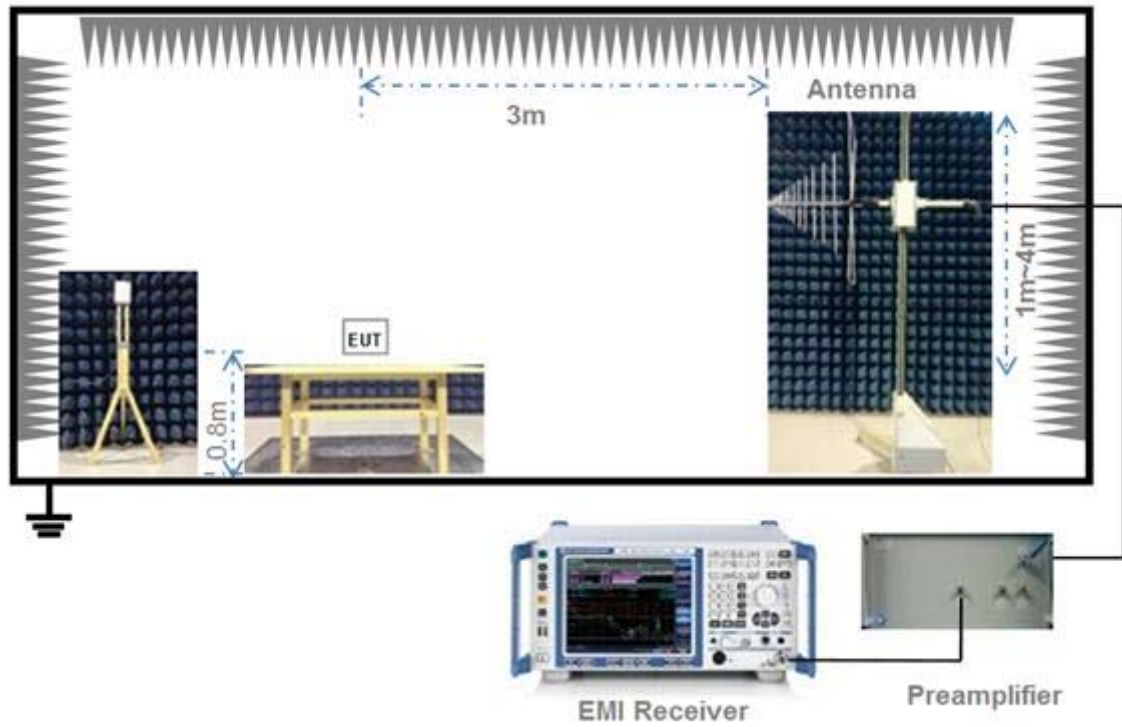 Antenna
3m
1m~4m
EUT
0.8m
Preamplifier
EMI Receiver